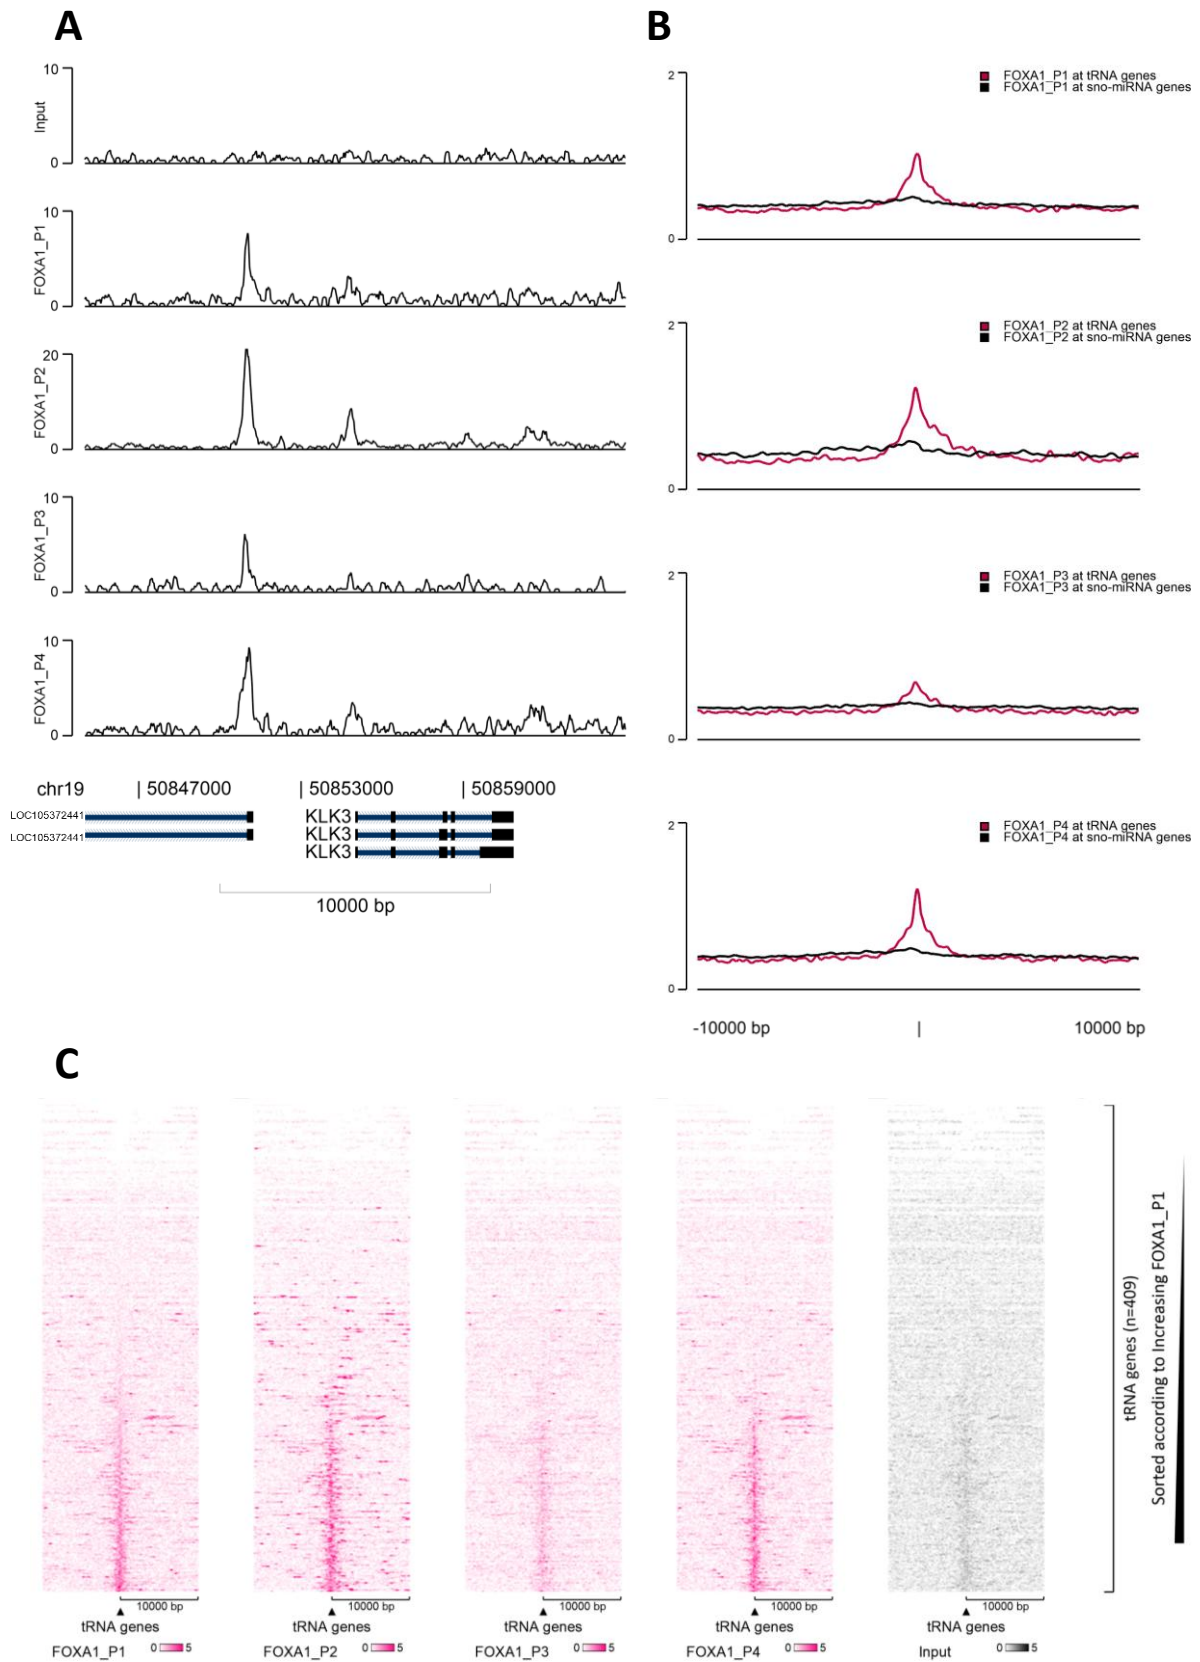 A
B
10
Input
0
10
FOXA1_P1
0
20
FOXA1_P2
0
10
FOXA1_P3
0
10
FOXA1_P4
0
chr19 | 50847000 | 50853000 | 50859000
LOC105372441 KLK3
LOC105372441 KLK3
KLK3
10000 bp
2
FOXA1_P1 at tRNA genes
FOXA1_P1 at sno-miRNA genes
0
2
FOXA1_P2 at tRNA genes
FOXA1_P2 at sno-miRNA genes
0
2
FOXA1_P3 at tRNA genes
FOXA1_P3 at sno-miRNA genes
0
2
FOXA1_P4 at tRNA genes
FOXA1_P4 at sno-miRNA genes
0
-10000 bp | 10000 bp
C
tRNA genes (n=409)
Sorted according to Increasing FOXA1_P1
10000 bp 10000 bp 10000 bp 10000 bp 10000 bp
tRNA genes tRNA genes tRNA genes tRNA genes tRNA genes
FOXA1_P1 0 5 FOXA1_P2 0 5 FOXA1_P3 0 5 FOXA1_P4 0 5 Input 0 5